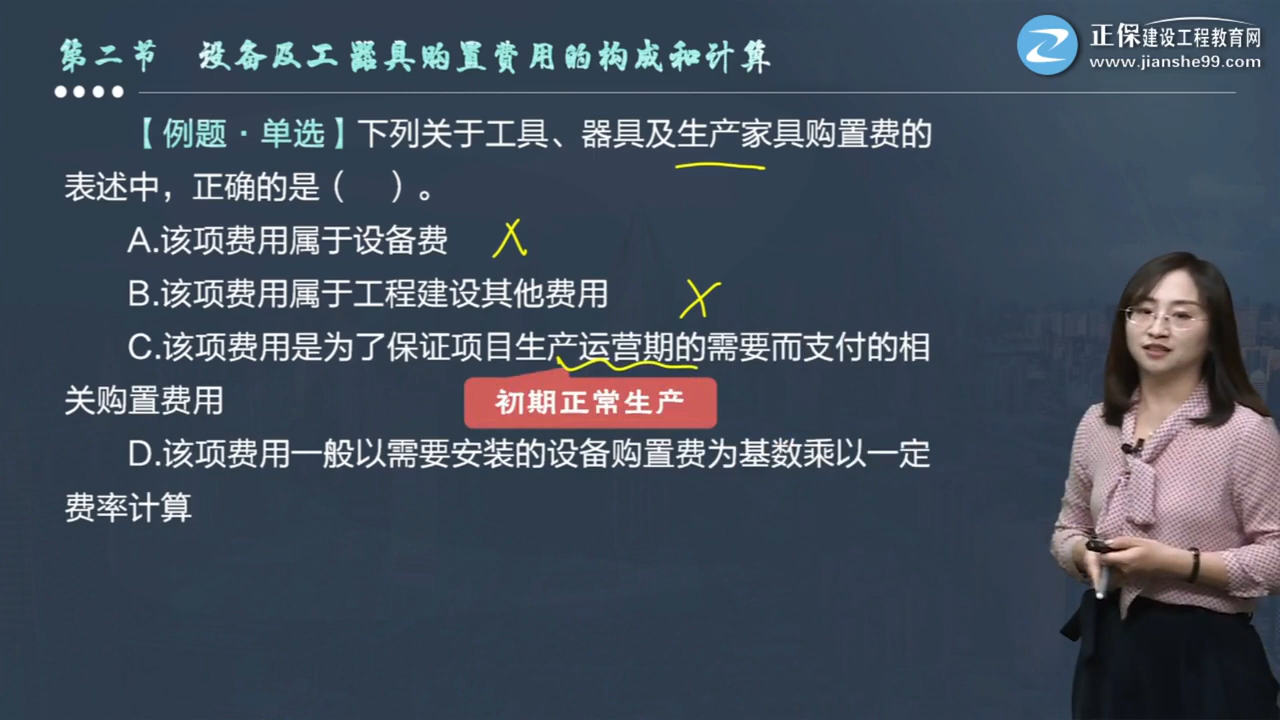 第二节 设备及工器具购置费用的构成和计算
正保建设工程教育网
www.jianshe99.com
【例题·单选】下列关于工具、器具及生产家具购置费的
表述中，正确的是（ ）。
A.该项费用属于设备费
B.该项费用属于工程建设其他费用
C.该项费用是为了保证项目生产运营期的需要而支付的相
关购置费用
初期正常生产
D.该项费用一般以需要安装的设备购置费为基数乘以一定
费率计算